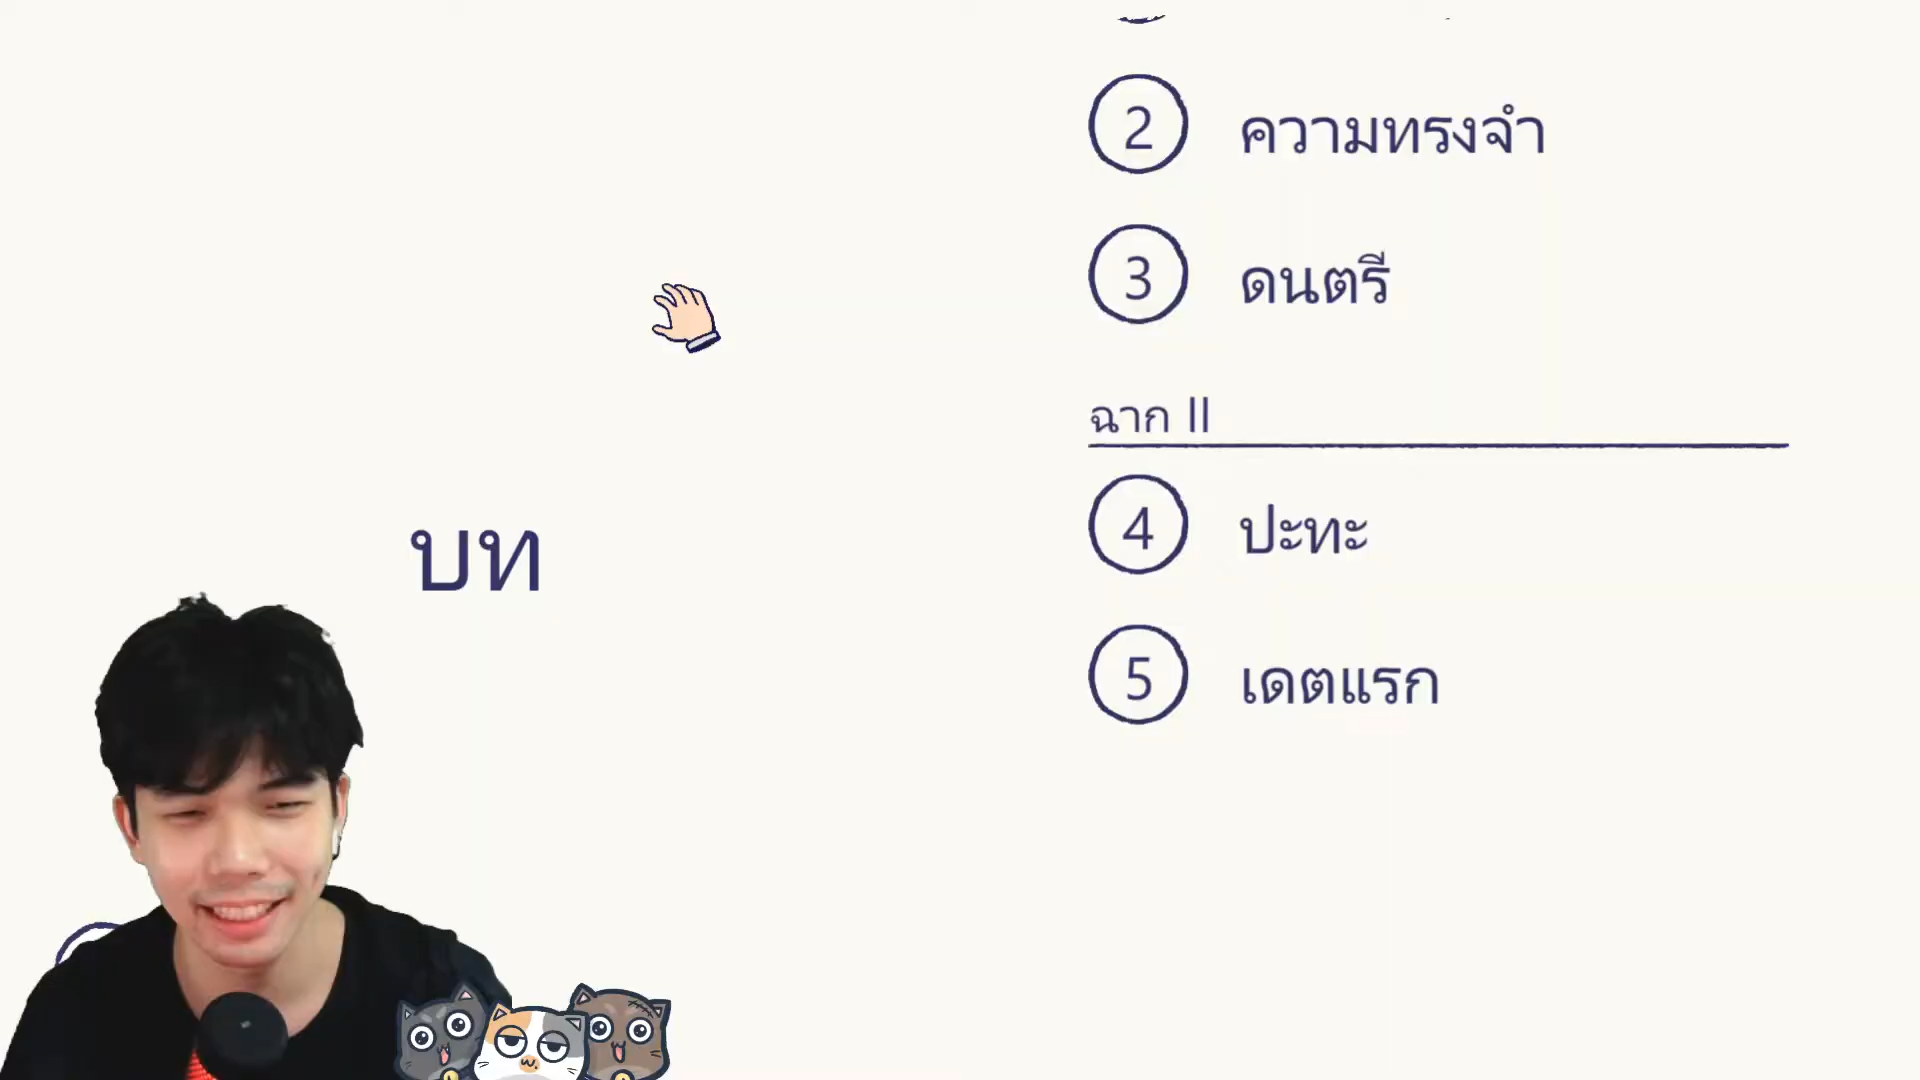 บท
2 ความทรงจำ
3 ดนตรี
ฉาก II
4 ปะทะ
5 เดตแรก